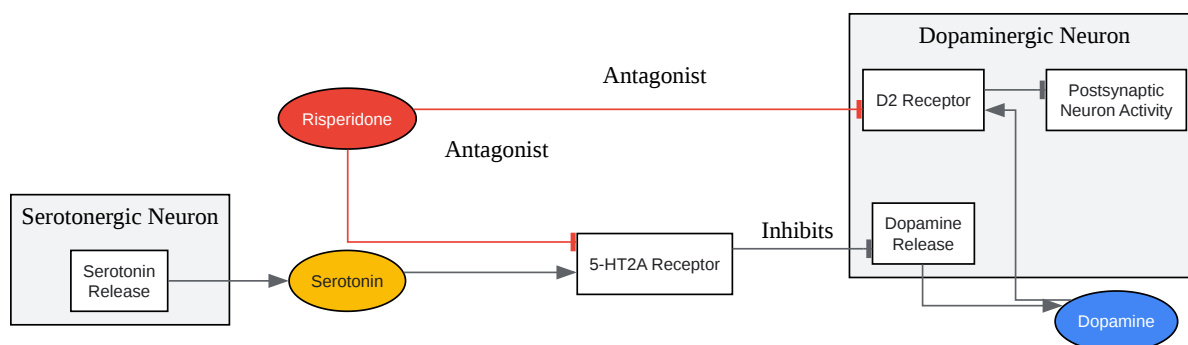 Dopaminergic Neuron
Antagonist
D2 Receptor
Postsynaptic
Neuron Activity
Risperidone
Antagonist
Serotonergic Neuron
Inhibits
Dopamine
Release
Serotonin
Release
Serotonin
5-HT2A Receptor
Dopamine